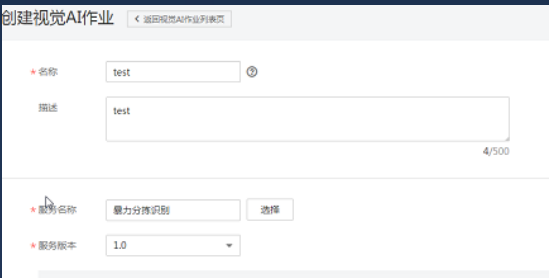 创建视觉AI作业 返回视觉AI作业列表页
* 名称 test
描述 test
4/500
* 服务名称 暴力分拣识别 选择
* 服务版本 1.0